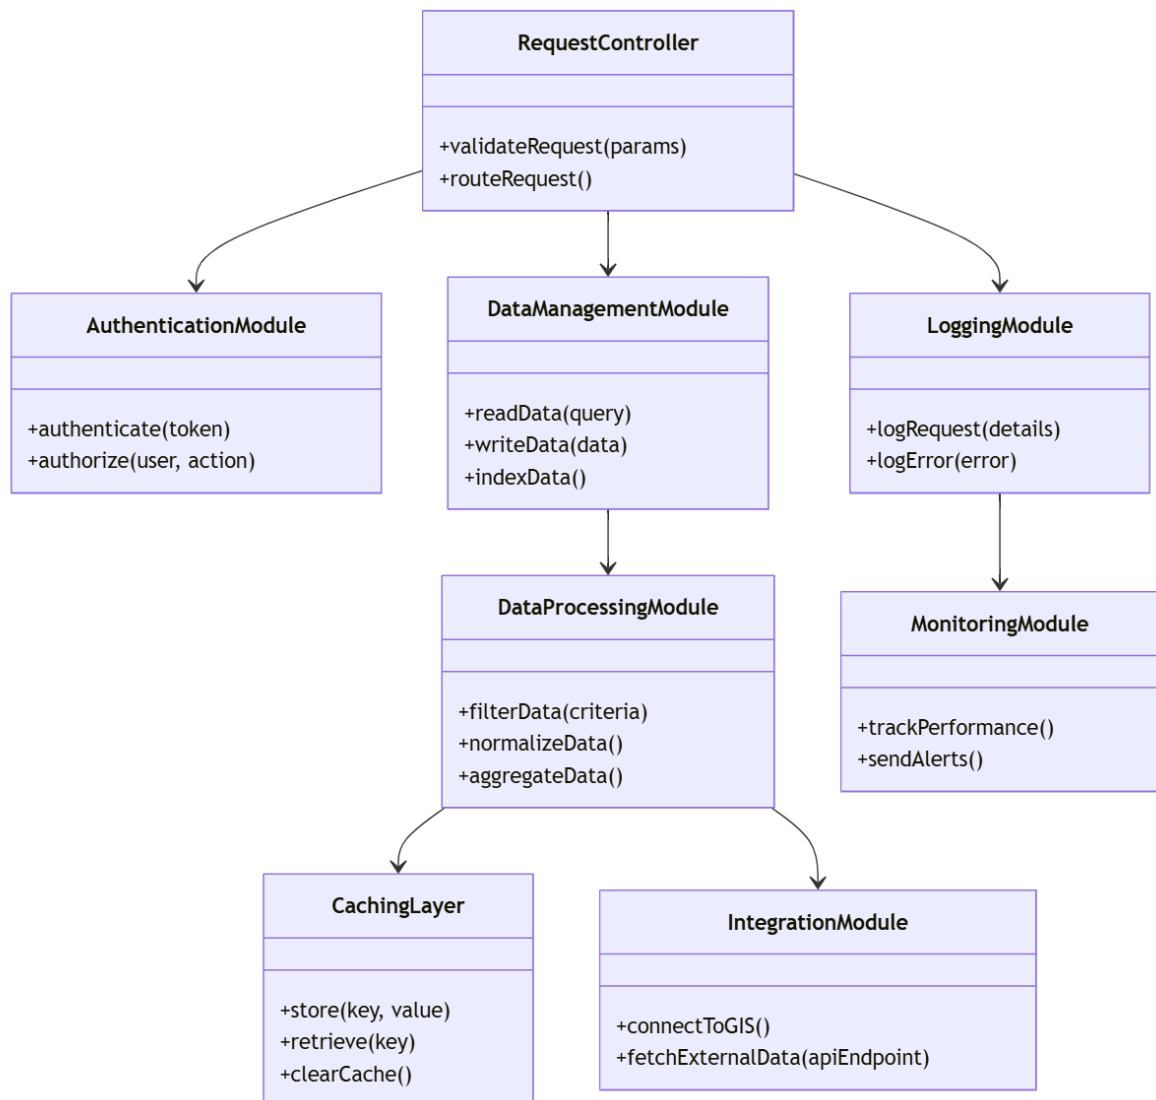 RequestController
+validateRequest(params)
+routeRequest()
AuthenticationModule
+authenticate(token)
+authorize(user, action)
DataManagementModule
+readData(query)
+writeData(data)
+indexData()
LoggingModule
+logRequest(details)
+logError(error)
DataProcessingModule
+filterData(criteria)
+normalizeData()
+aggregateData()
MonitoringModule
+trackPerformance()
+sendAlerts()
CachingLayer
+store(key, value)
+retrieve(key)
+clearCache()
IntegrationModule
+connectToGIS()
+fetchExternalData(apiEndpoint)